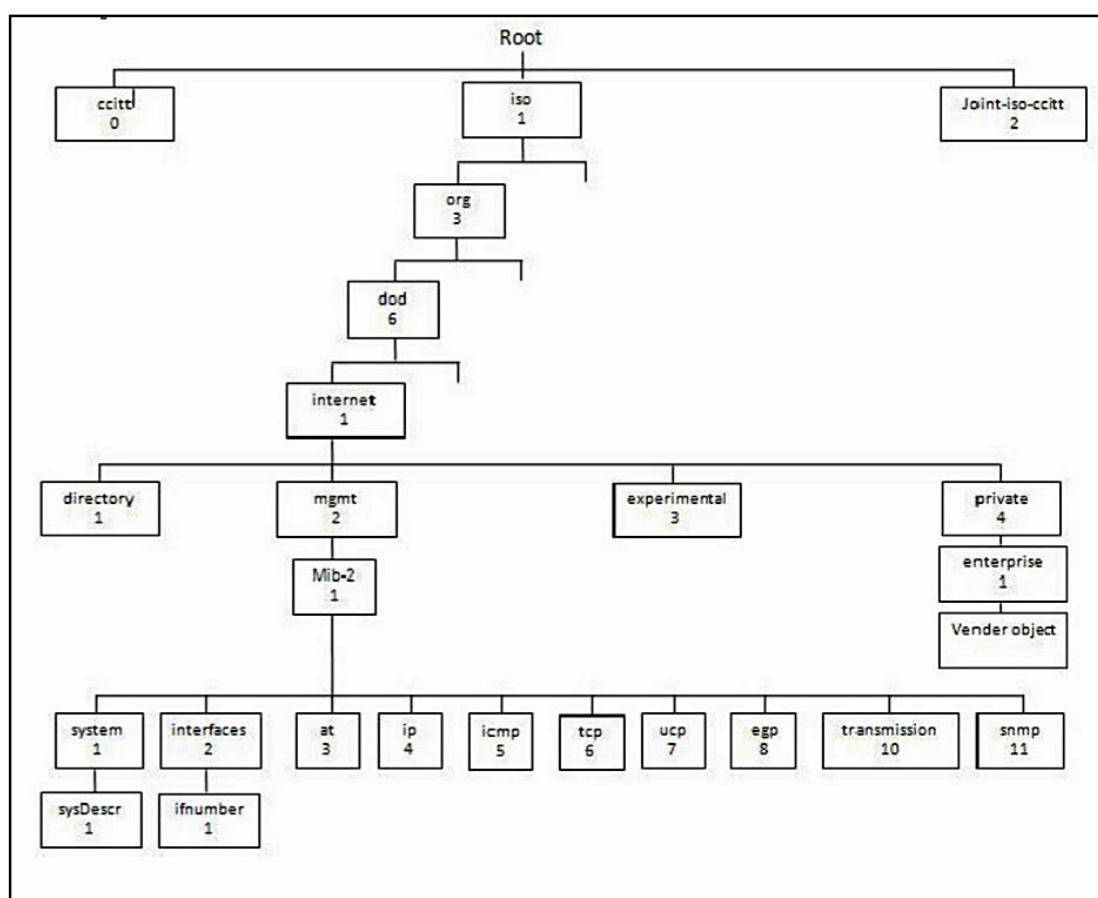 Root
ccitt
0
iso
1
Joint-iso-ccitt
2
org
3
dod
6
internet
1
directory
1
mgmt
2
experimental
3
private
4
Mib-2
1
enterprise
1
Vender object
system
1
interfaces
2
at
3
ip
4
icmp
5
tcp
6
ucp
7
egp
8
transmission
10
snmp
11
sysDescr
1
ifnumber
1